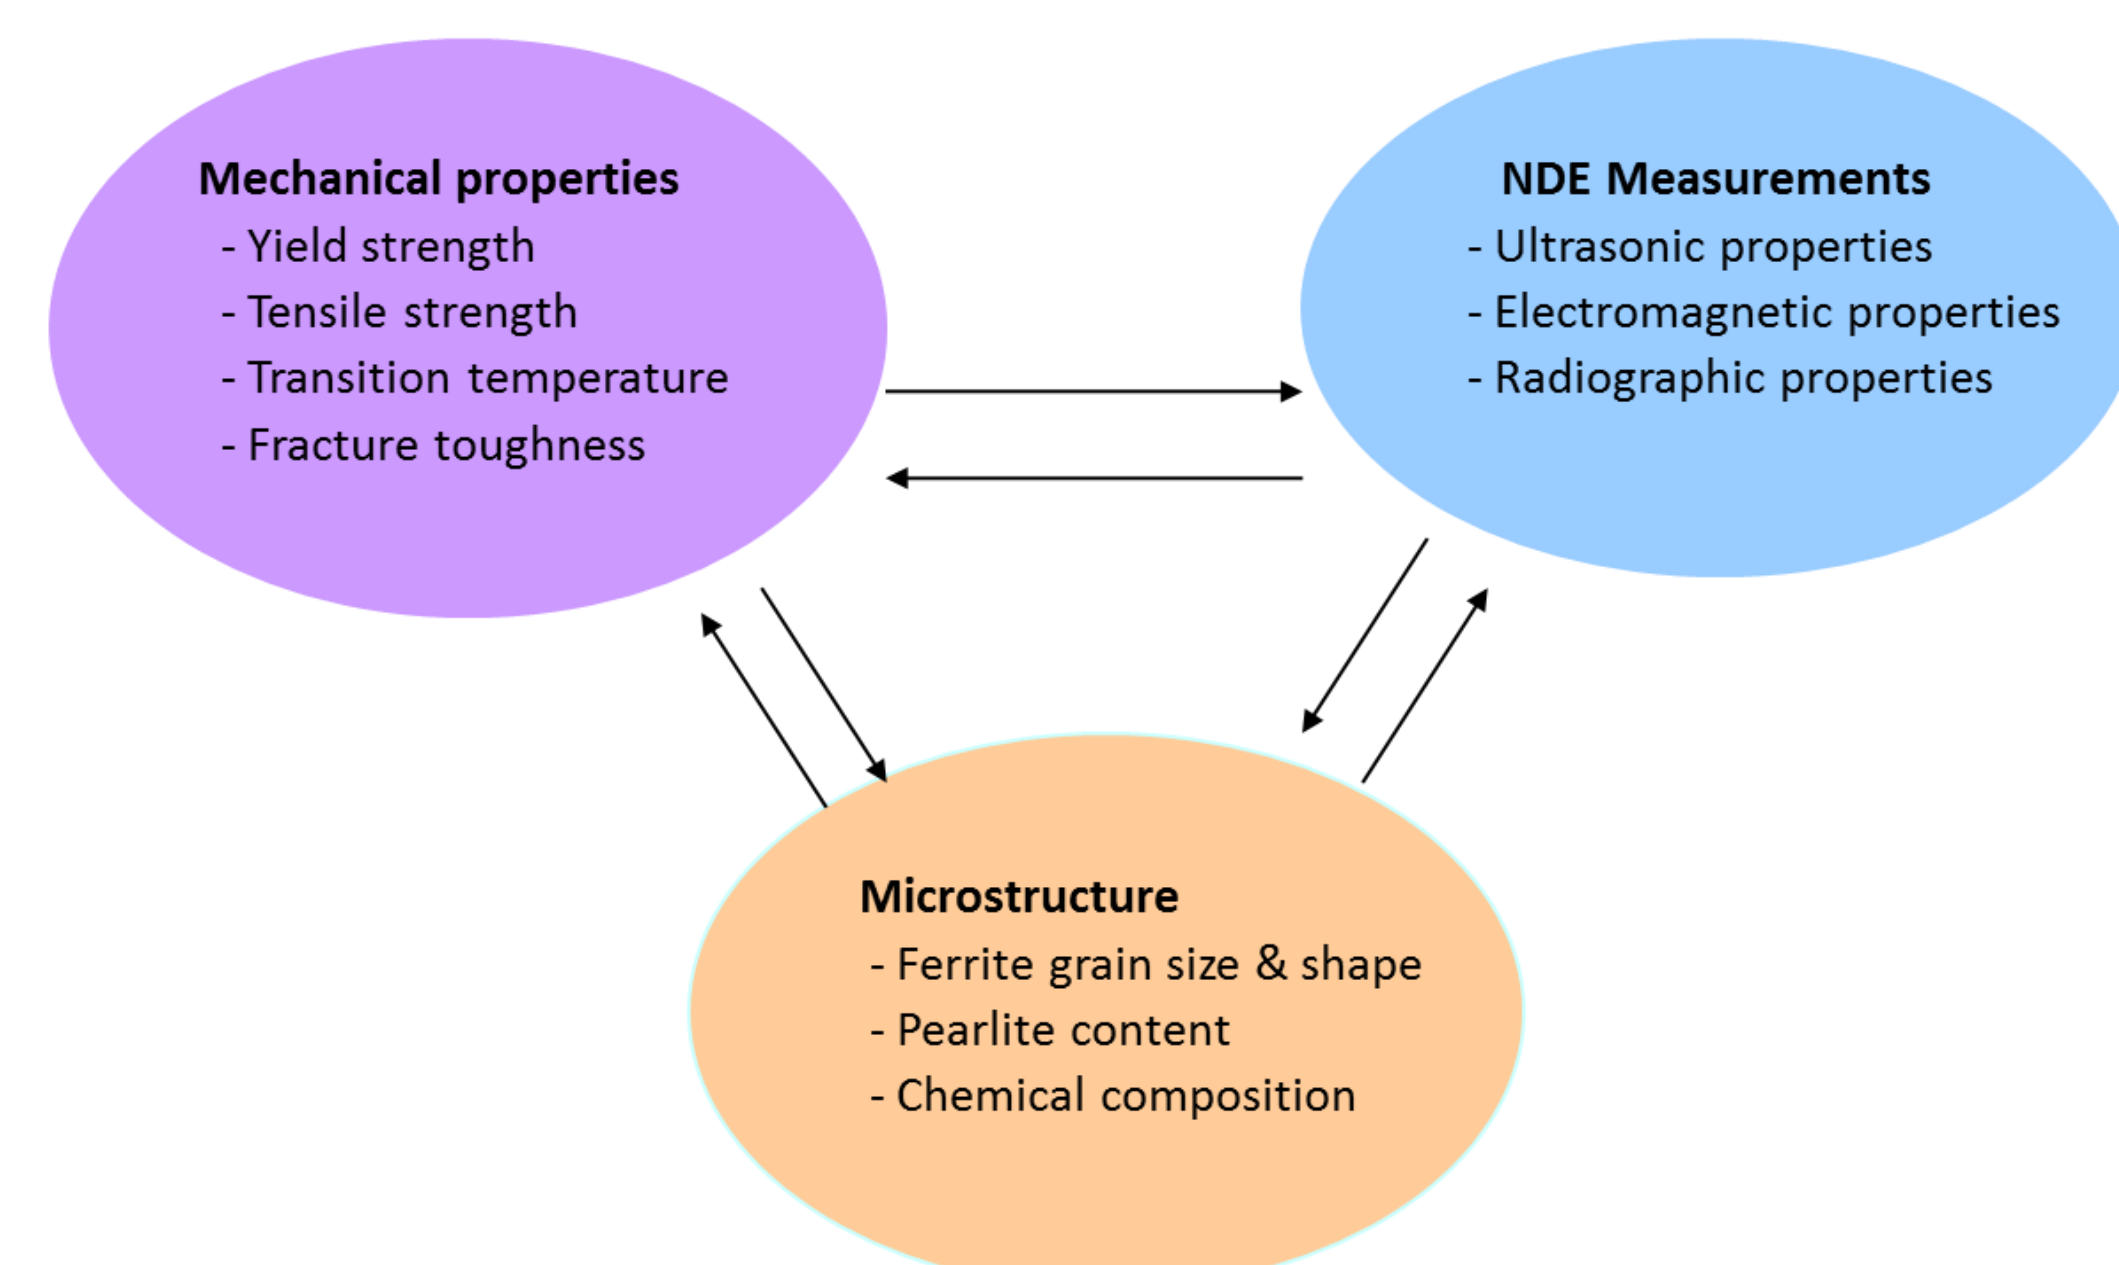 Mechanical properties
- Yield strength
- Tensile strength
- Transition temperature
- Fracture toughness
NDE Measurements
- Ultrasonic properties
- Electromagnetic properties
- Radiographic properties
Microstructure
- Ferrite grain size & shape
- Pearlite content
- Chemical composition